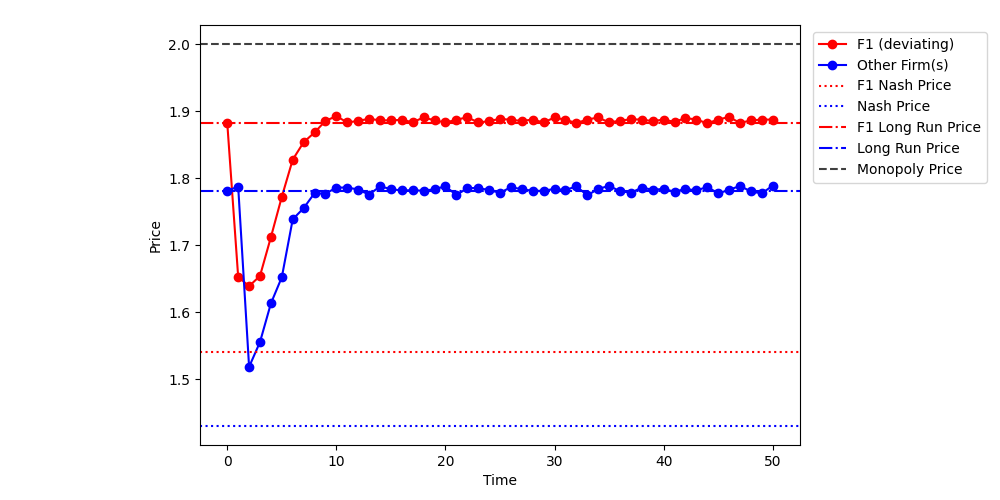 2.0
1.9
1.8
1.7
1.6
1.5
Price
0 10 20 30 40 50
Time
F1 (deviating)
Other Firm(s)
F1 Nash Price
Nash Price
F1 Long Run Price
Long Run Price
Monopoly Price